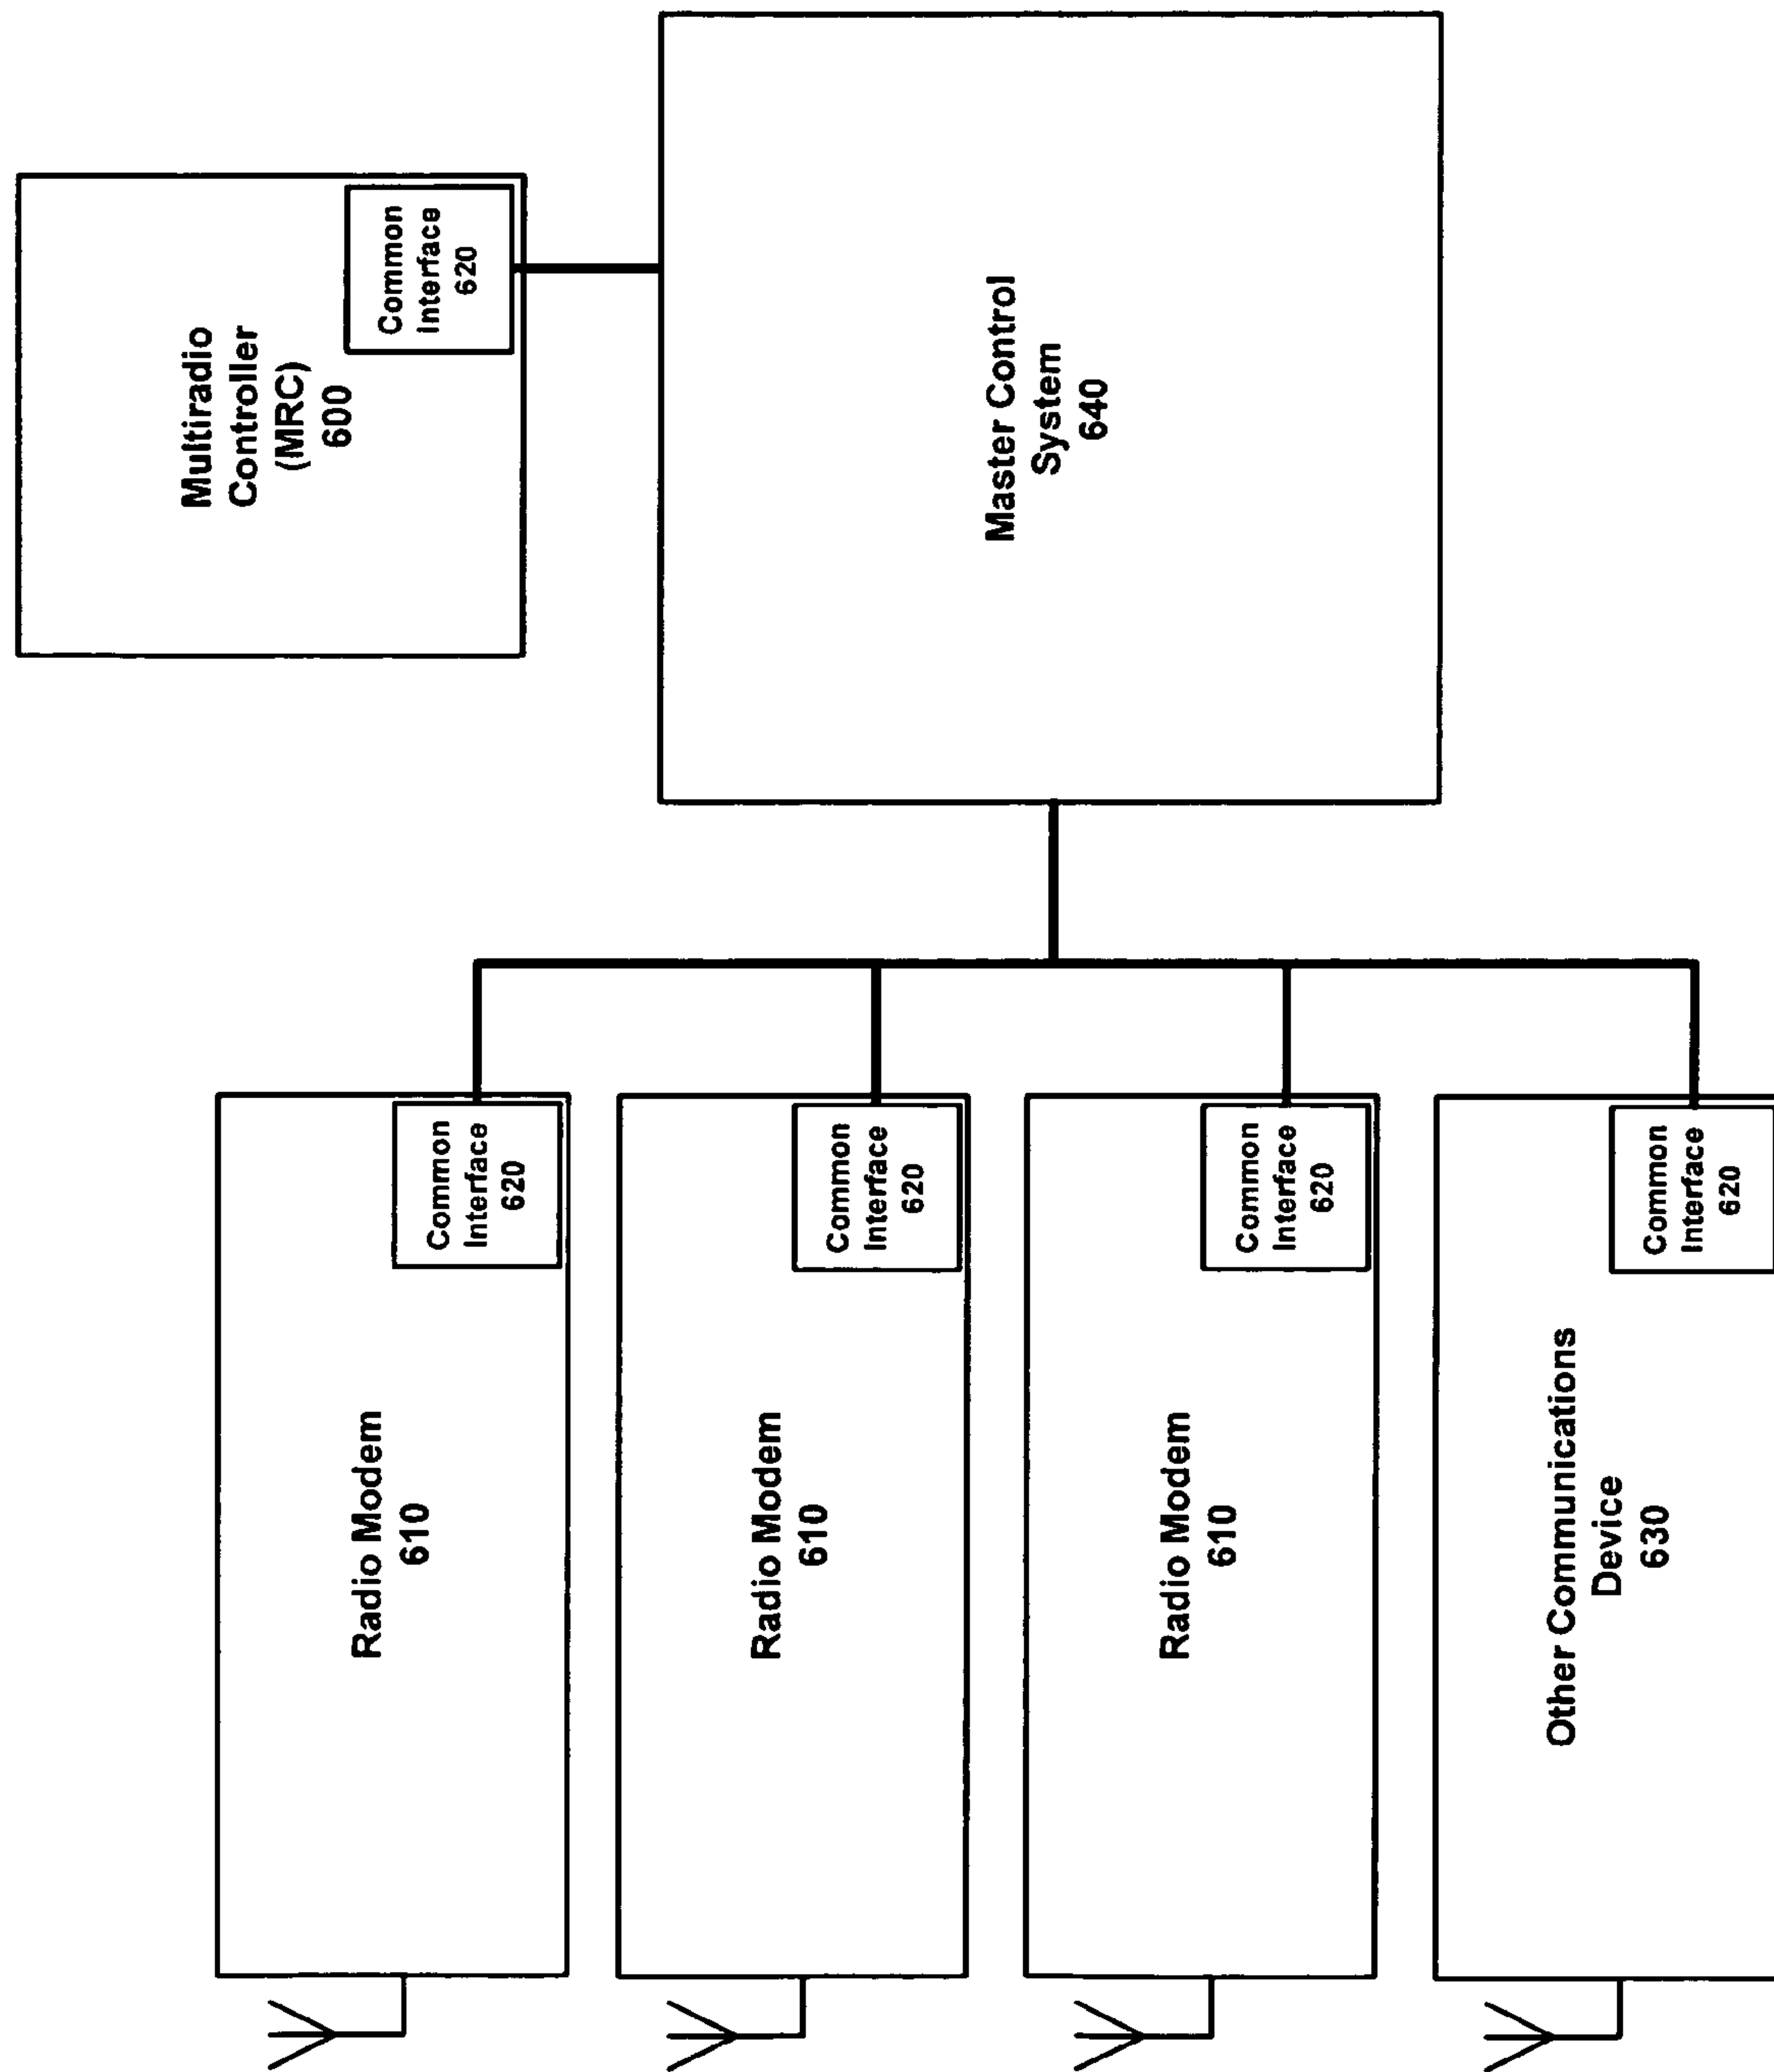 Multiradio
Controller
(MRC)
600
Common
Interface
620
Master Control
System
640
Radio Modem
610
Common
Interface
620
Radio Modem
610
Common
Interface
620
Radio Modem
610
Common
Interface
620
Other Communications
Device
630
Common
Interface
620